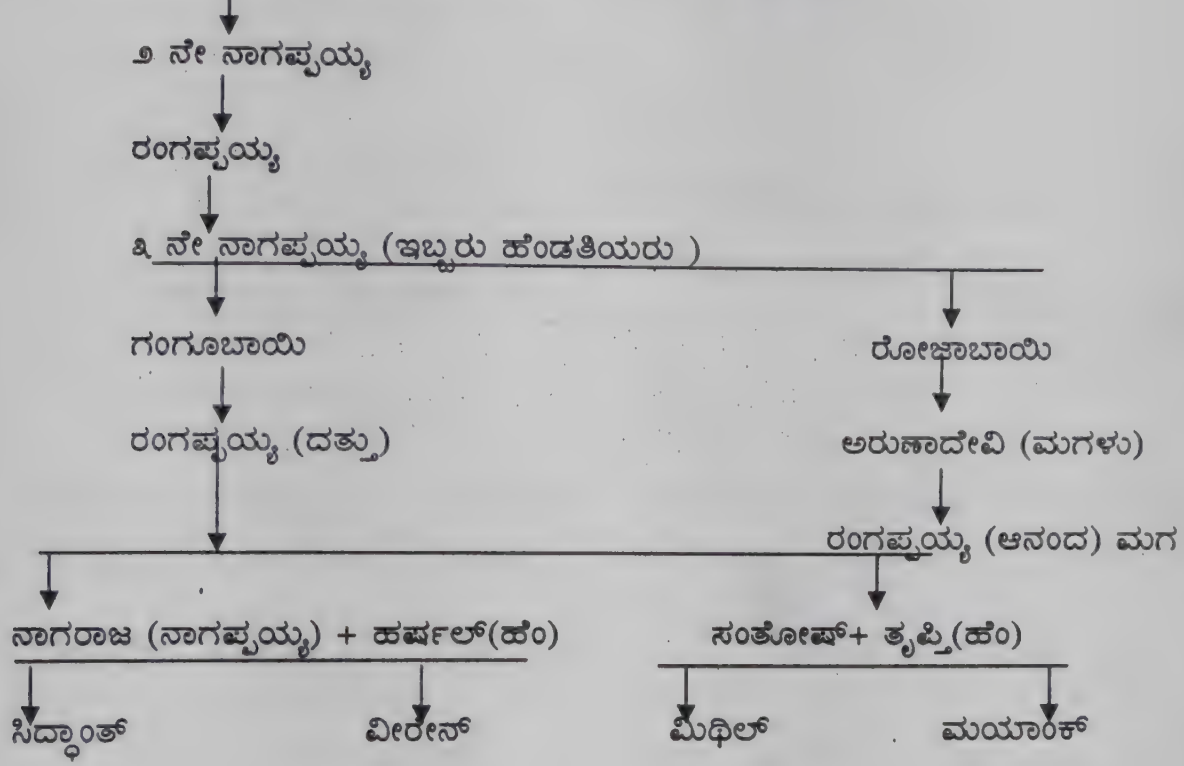 ೨ ನೇ ನಾಗಪ್ಪಯ್ಯ
ರಂಗಪ್ಪಯ್ಯ
೩ ನೇ ನಾಗಪ್ಪಯ್ಯ (ಇಬ್ಬರು ಹೆಂಡತಿಯರು )
ಗಂಗೂಬಾಯಿ ರೋಜಾಬಾಯಿ
ರಂಗಪ್ಪಯ್ಯ (ದತ್ತು) ಅರುಣಾದೇವಿ (ಮಗಳು)
ರಂಗಪ್ಪಯ್ಯ (ಆನಂದ) ಮಗ
ನಾಗರಾಜ (ನಾಗಪ್ಪಯ್ಯ) + ಹರ್ಷಲ್(ಹೆಂ) ಸಂತೋಷ್+ ತೃಪ್ತಿ(ಹೆಂ)
ಸಿದ್ಧಾಂತ್ ವೀರೇನ್ ಮಿಥಿಲ್ ಮಯಾಂಕ್